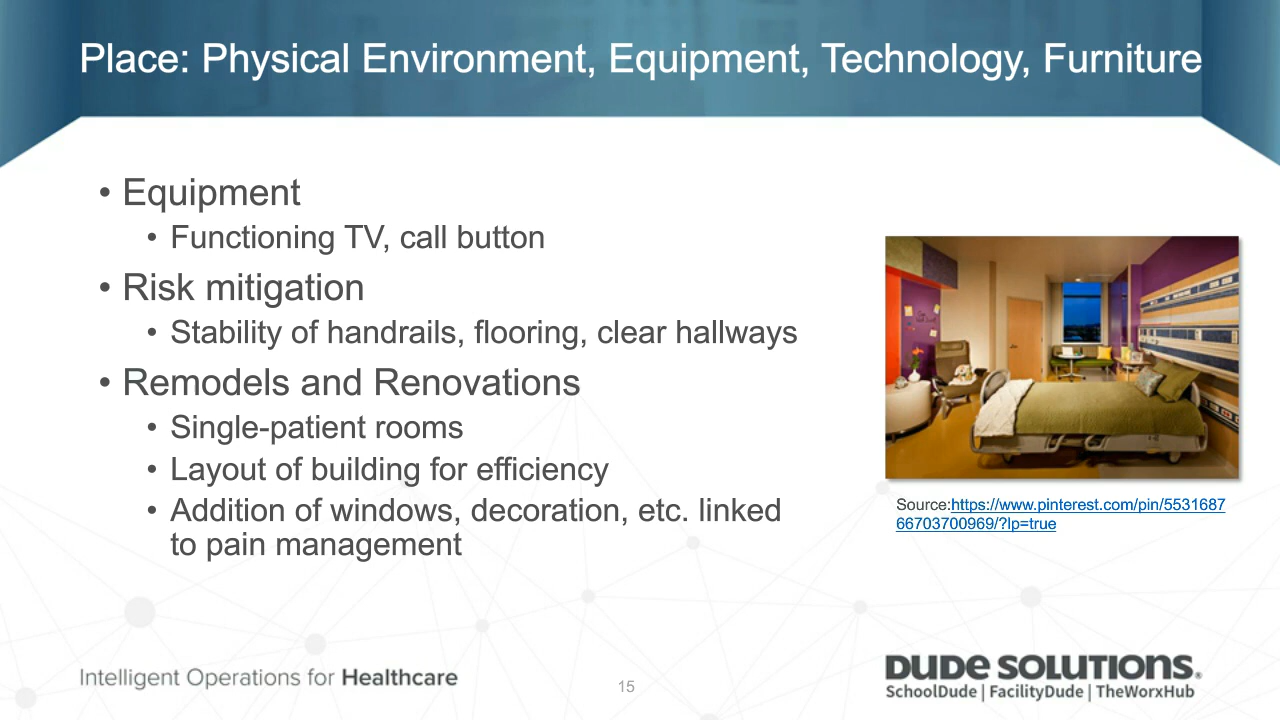 Place: Physical Environment, Equipment, Technology, Furniture
• Equipment
• Functioning TV, call button
• Risk mitigation
• Stability of handrails, flooring, clear hallways
• Remodels and Renovations
• Single-patient rooms
• Layout of building for efficiency
• Addition of windows, decoration, etc. linked
to pain management
Source:https://www.pinterest.com/pin/5531687
66703700969/?lp=true
Intelligent Operations for Healthcare
15
DUDE SOLUTIONS®
SchoolDude | FacilityDude | TheWorxHub